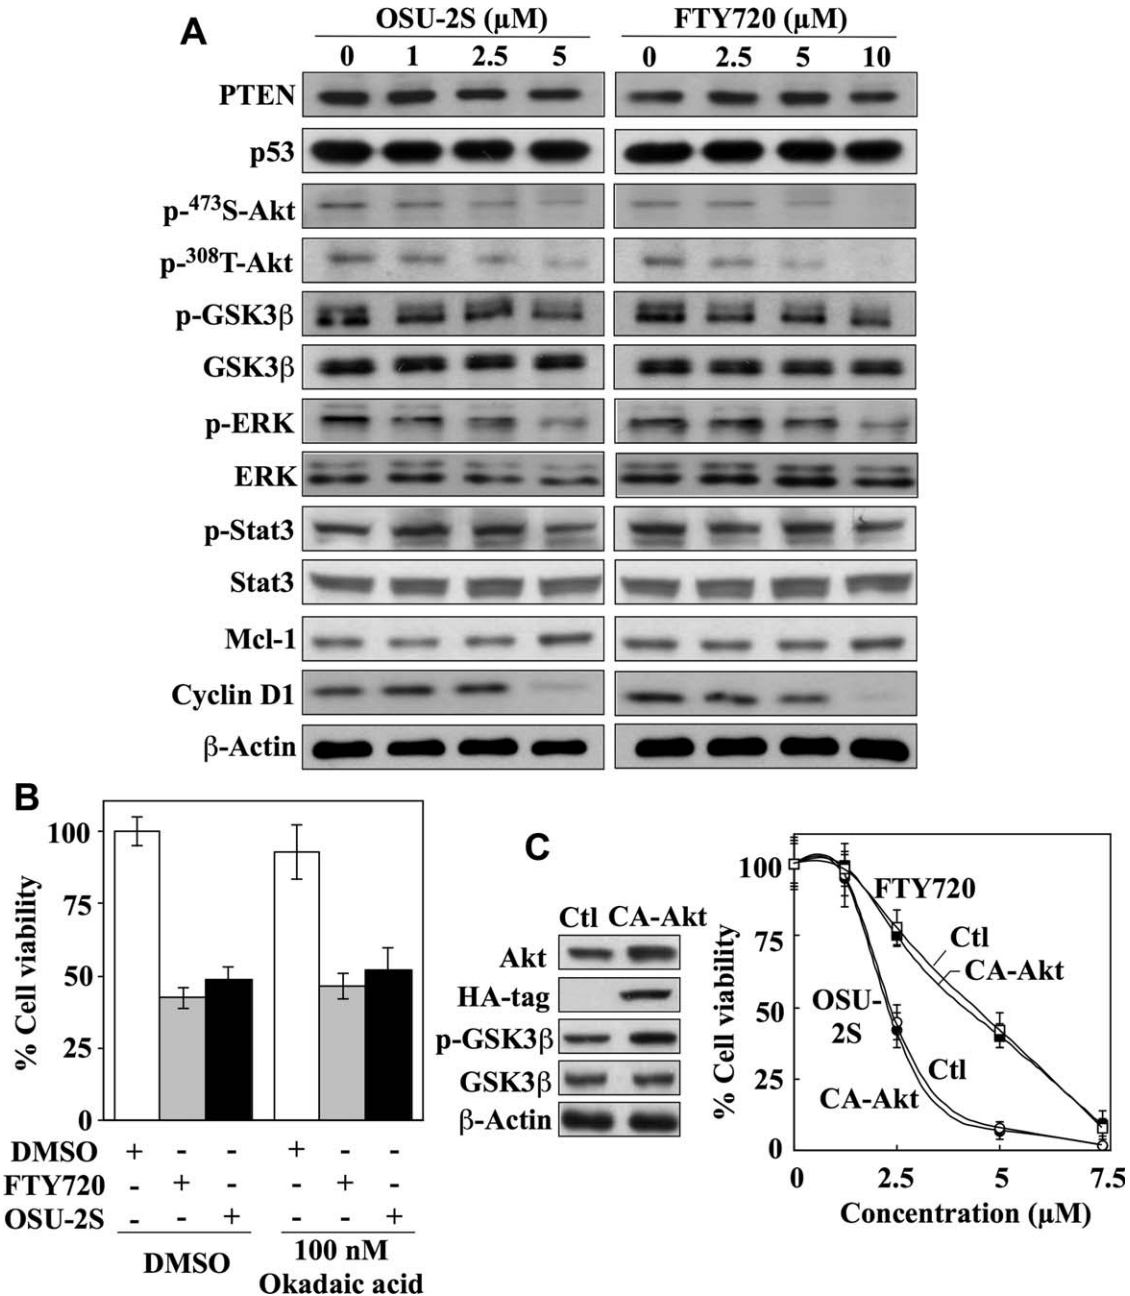 A
OSU-2S (μM) FTY720 (μM)
0 1 2.5 5 0 2.5 5 10
PTEN
p53
p-473S-Akt
p-308T-Akt
p-GSK3β
GSK3β
p-ERK
ERK
p-Stat3
Stat3
Mcl-1
Cyclin D1
β-Actin
B
% Cell viability
100
75
50
25
0
DMSO + - - + - -
FTY720 - + - - + -
OSU-2S - - + - - +
DMSO
100 nM
Okadaic acid
C
Ctl CA-Akt
Akt
HA-tag
p-GSK3β
GSK3β
β-Actin
% Cell viability
100
75
50
25
0
FTY720
Ctl
CA-Akt
OSU-
2S
Ctl
CA-Akt
0 2.5 5 7.5
Concentration (μM)